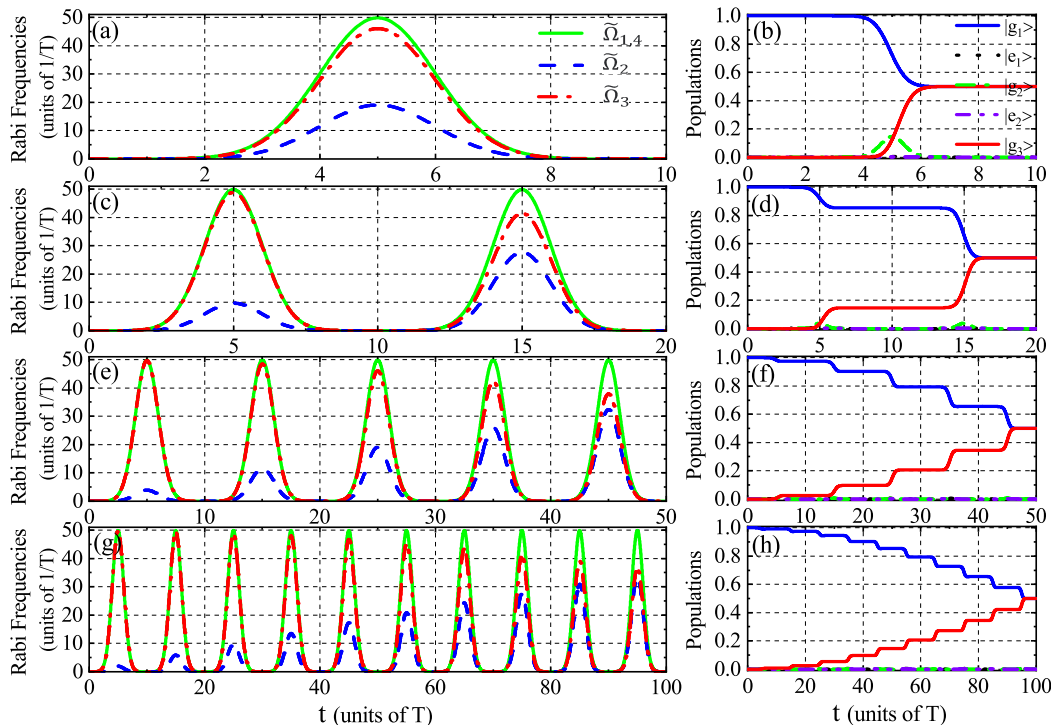 Rabi Frequencies
(units of 1/T)
50
40
30
20
10
0
(a)
Ω̃1,4
Ω̃2
Ω̃3
0 2 4 6 8 10
Populations
1.0
0.8
0.6
0.4
0.2
0.0
(b)
|g1>
|e1>
|g2>
|e2>
|g3>
0 2 4 6 8 10
Rabi Frequencies
(units of 1/T)
50
40
30
20
10
0
(c)
0 5 10 15 20
Populations
1.0
0.8
0.6
0.4
0.2
0.0
(d)
0 5 10 15 20
Rabi Frequencies
(units of 1/T)
50
40
30
20
10
0
(e)
0 10 20 30 40 50
Populations
1.0
0.8
0.6
0.4
0.2
0.0
(f)
0 10 20 30 40 50
Rabi Frequencies
(units of 1/T)
50
40
30
20
10
0
(g)
0 20 40 60 80 100
t (units of T)
Populations
1.0
0.8
0.6
0.4
0.2
0.0
(h)
0 10 20 30 40 50 60 70 80 90 100
t (units of T)